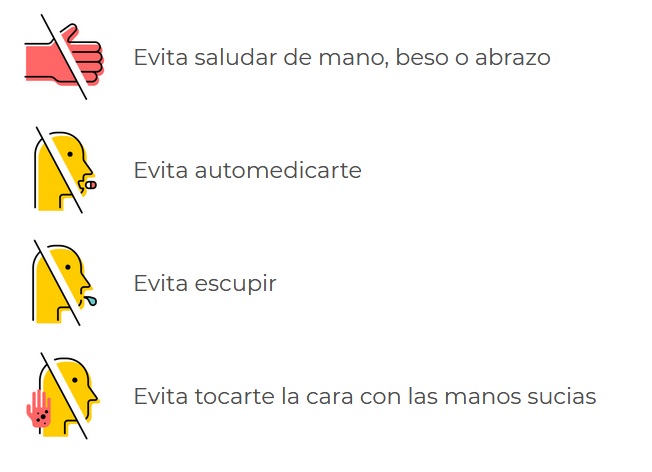 Evita saludar de mano, beso o abrazo
Evita automedicarte
Evita escupir
Evita tocarte la cara con las manos sucias